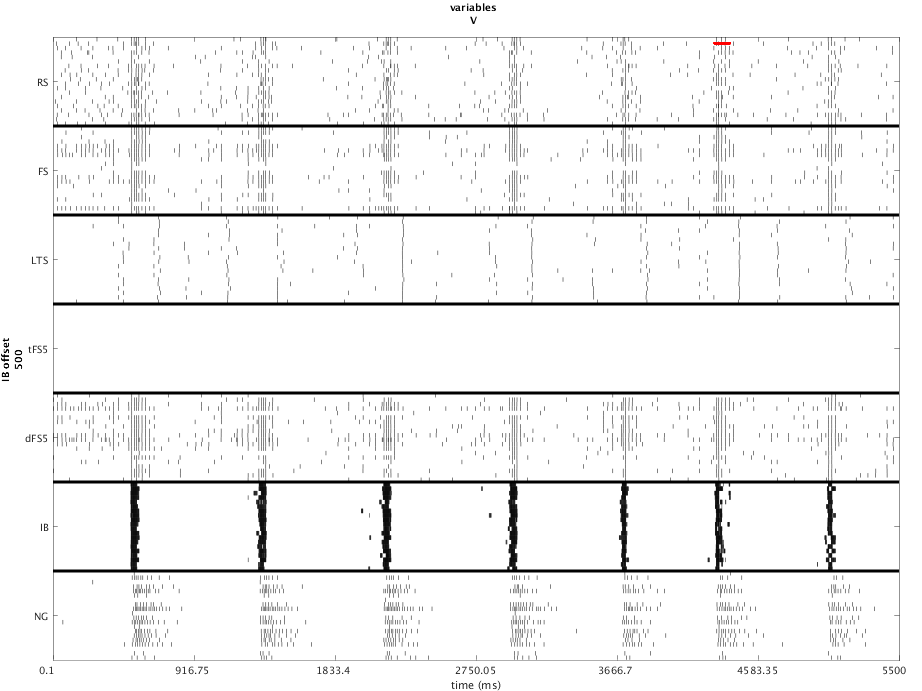 variables
V
RS
FS
LTS
tFS5
dFS5
IB
NG
IB offset
500
0.1
916.75
1833.4
2750.05
3666.7
4583.35
5500
time (ms)